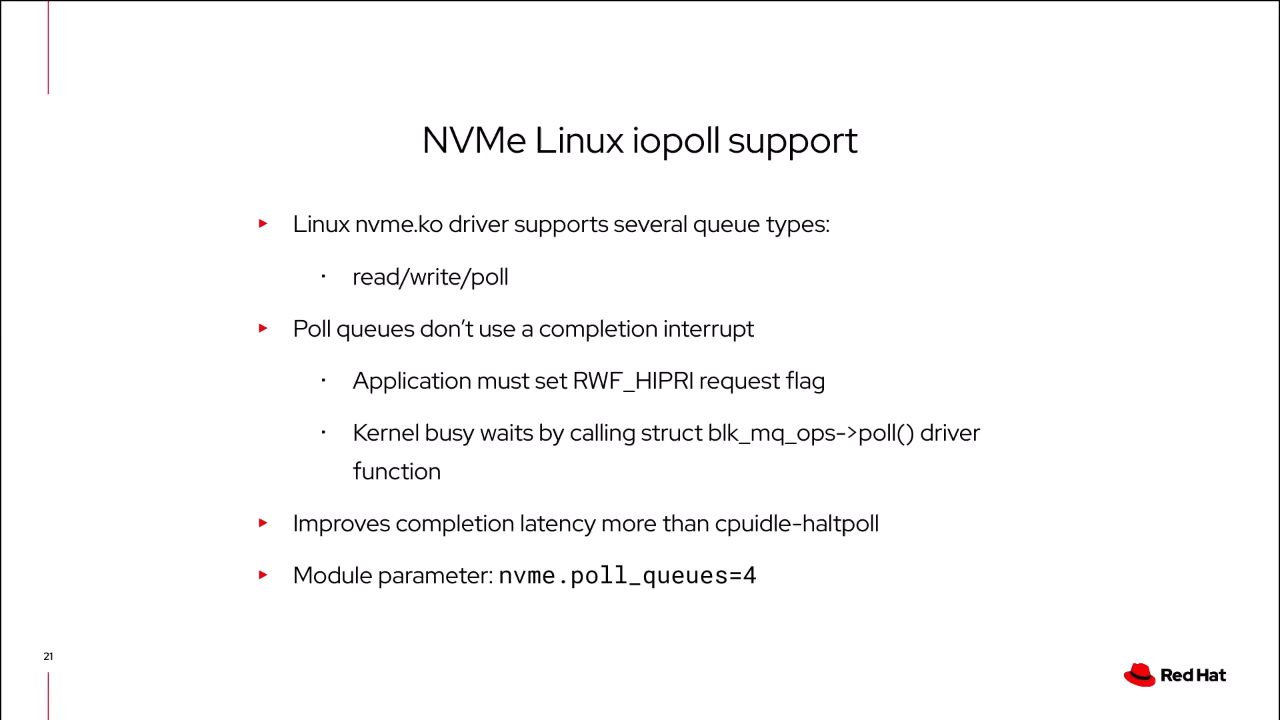 NVMe Linux iopoll support
Linux nvme.ko driver supports several queue types:
read/write/poll
Poll queues don’t use a completion interrupt
Application must set RWF_HIPRI request flag
Kernel busy waits by calling struct blk_mq_ops->poll() driver
function
Improves completion latency more than cpuidle-haltpoll
Module parameter: nvme.poll_queues=4
21
Red Hat